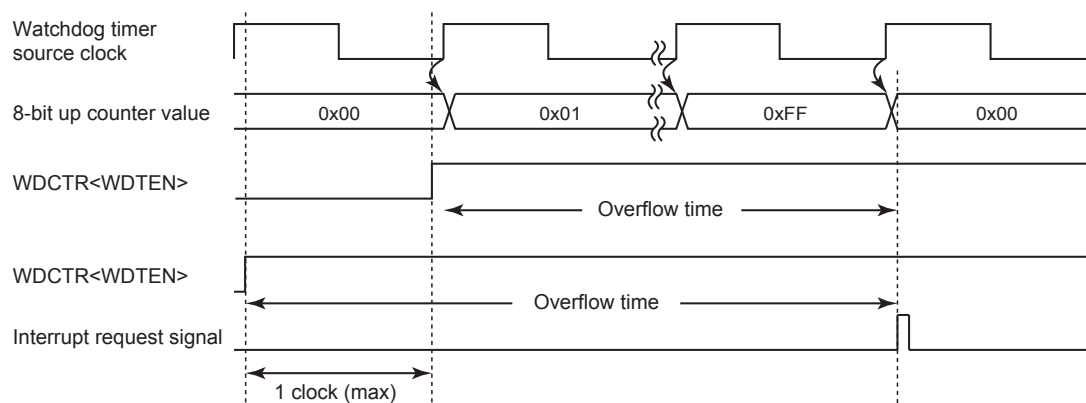 Watchdog timer
source clock
8-bit up counter value
0x00
0x01
0xFF
0x00
WDCTR<WDTEN>
Overflow time
WDCTR<WDTEN>
Overflow time
Interrupt request signal
1 clock (max)